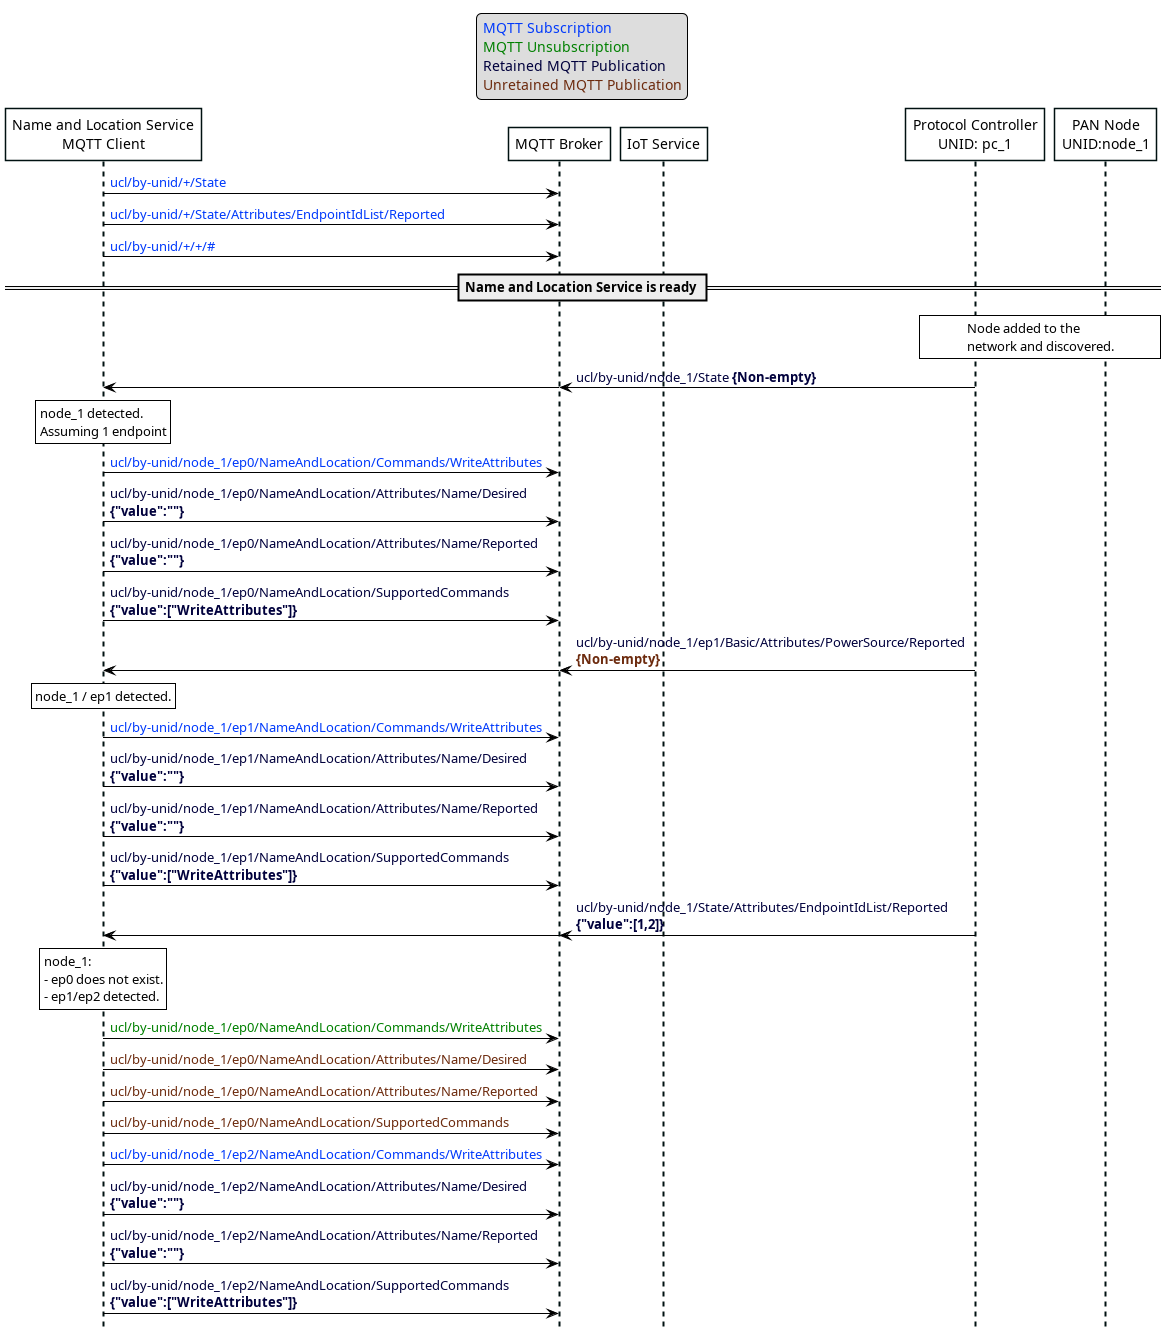 MQTT Subscription
MQTT Unsubscription
Retained MQTT Publication
Unretained MQTT Publication
Name and Location Service
MQTT Client
MQTT Broker
IoT Service
Protocol Controller
UNID: pc_1
PAN Node
UNID:node_1
ucl/by-unid/+/State
ucl/by-unid/+/State/Attributes/EndpointIdList/Reported
ucl/by-unid/+/+/#
Name and Location Service is ready
Node added to the
network and discovered.
ucl/by-unid/node_1/State {Non-empty}
node_1 detected.
Assuming 1 endpoint
ucl/by-unid/node_1/ep0/NameAndLocation/Commands/WriteAttributes
ucl/by-unid/node_1/ep0/NameAndLocation/Attributes/Name/Desired
{"value":""}
ucl/by-unid/node_1/ep0/NameAndLocation/Attributes/Name/Reported
{"value":""}
ucl/by-unid/node_1/ep0/NameAndLocation/SupportedCommands
{"value":["WriteAttributes"]}
ucl/by-unid/node_1/ep1/Basic/Attributes/PowerSource/Reported
{Non-empty}
node_1 / ep1 detected.
ucl/by-unid/node_1/ep1/NameAndLocation/Commands/WriteAttributes
ucl/by-unid/node_1/ep1/NameAndLocation/Attributes/Name/Desired
{"value":""}
ucl/by-unid/node_1/ep1/NameAndLocation/Attributes/Name/Reported
{"value":""}
ucl/by-unid/node_1/ep1/NameAndLocation/SupportedCommands
{"value":["WriteAttributes"]}
ucl/by-unid/node_1/State/Attributes/EndpointIdList/Reported
{"value":[1,2]}
node_1:
- ep0 does not exist.
- ep1/ep2 detected.
ucl/by-unid/node_1/ep0/NameAndLocation/Commands/WriteAttributes
ucl/by-unid/node_1/ep0/NameAndLocation/Attributes/Name/Desired
ucl/by-unid/node_1/ep0/NameAndLocation/Attributes/Name/Reported
ucl/by-unid/node_1/ep0/NameAndLocation/SupportedCommands
ucl/by-unid/node_1/ep2/NameAndLocation/Commands/WriteAttributes
ucl/by-unid/node_1/ep2/NameAndLocation/Attributes/Name/Desired
{"value":""}
ucl/by-unid/node_1/ep2/NameAndLocation/Attributes/Name/Reported
{"value":""}
ucl/by-unid/node_1/ep2/NameAndLocation/SupportedCommands
{"value":["WriteAttributes"]}